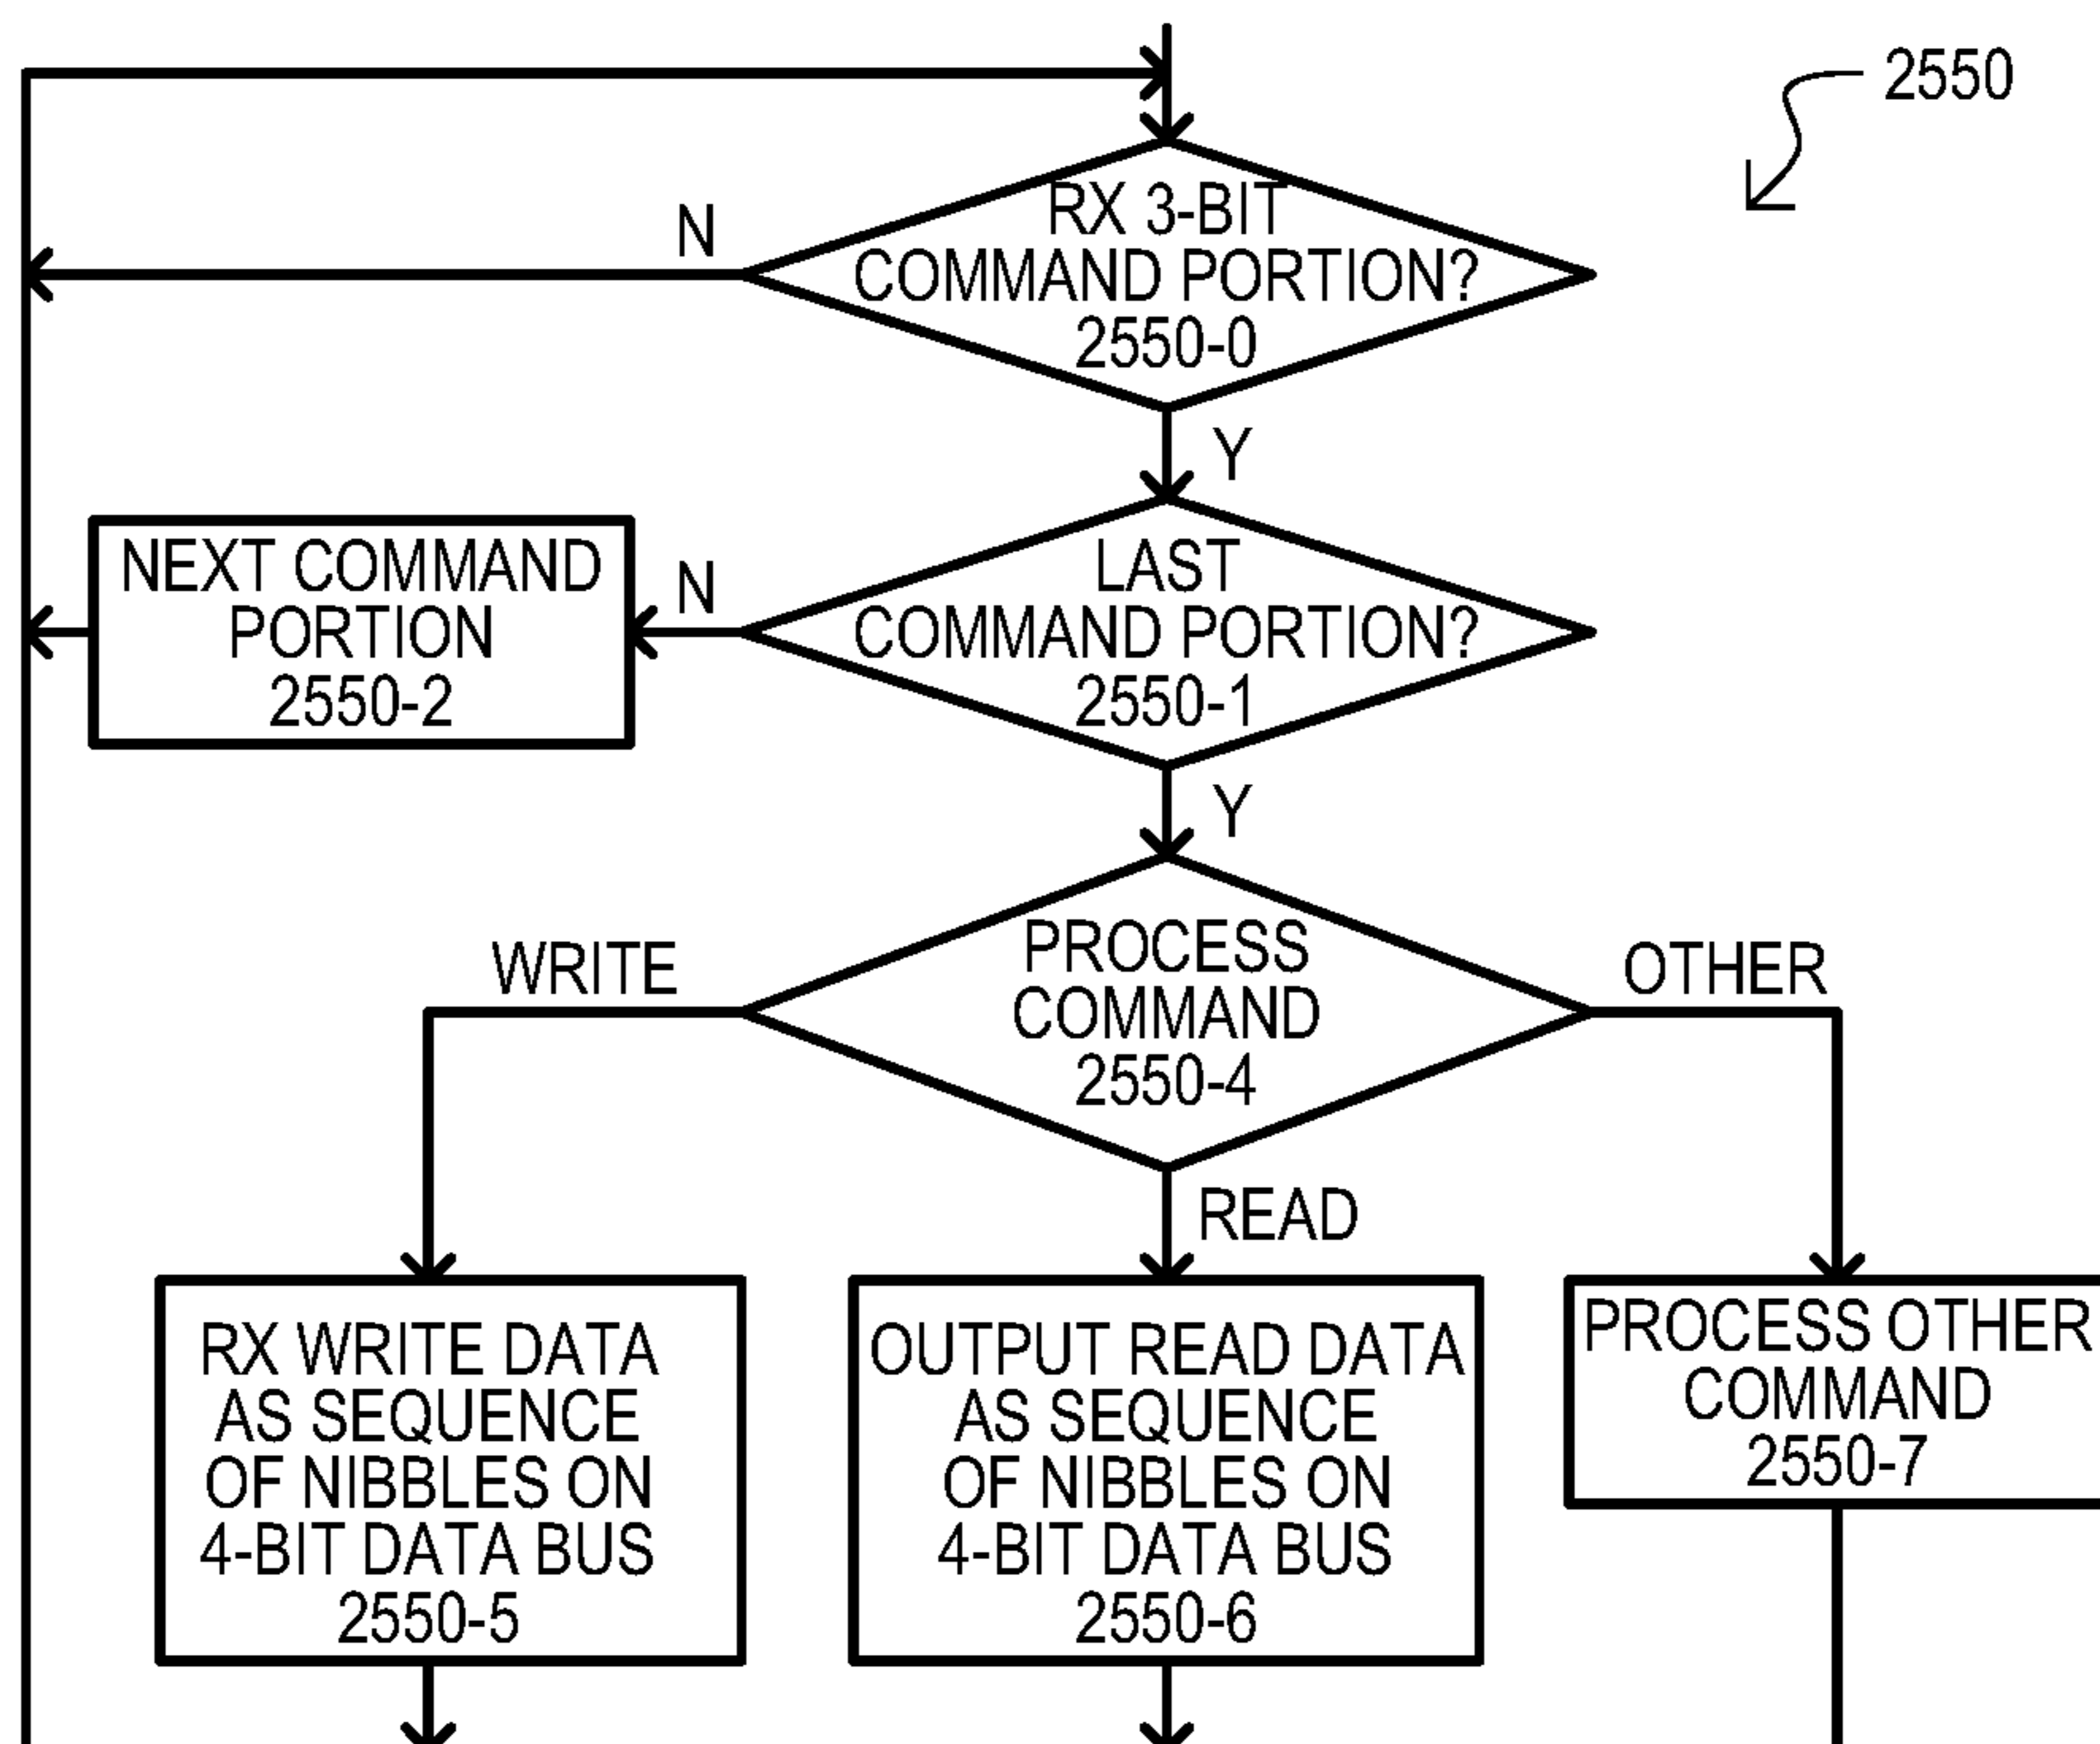 2550
RX 3-BIT
COMMAND PORTION?
2550-0
N
Y
LAST
COMMAND PORTION?
2550-1
N
NEXT COMMAND
PORTION
2550-2
Y
PROCESS
COMMAND
2550-4
WRITE
OTHER
READ
RX WRITE DATA
AS SEQUENCE
OF NIBBLES ON
4-BIT DATA BUS
2550-5
OUTPUT READ DATA
AS SEQUENCE
OF NIBBLES ON
4-BIT DATA BUS
2550-6
PROCESS OTHER
COMMAND
2550-7